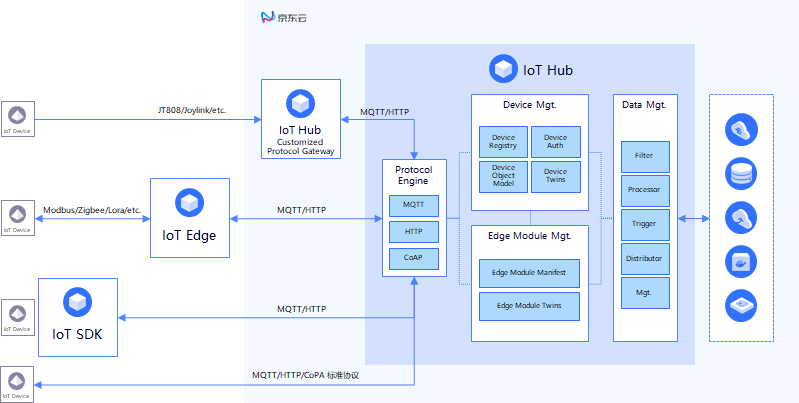 京东云
IoT Hub
JT808/Joylink/etc.
IoT Device
IoT Hub
Customized
Protocol Gateway
MQTT/HTTP
Protocol
Engine
MQTT
HTTP
CoAP
Device Mgt.
Device
Registry
Device
Auth
Device
Object
Model
Device
Twins
Data Mgt.
Filter
Processor
Trigger
Distributor
Mgt.
Modbus/Zigbee/Lora/etc.
IoT Device
IoT Edge
MQTT/HTTP
Edge Module Mgt.
Edge Module Manifest
Edge Module Twins
IoT Device
IoT SDK
MQTT/HTTP
IoT Device
MQTT/HTTP/CoPA 标准协议